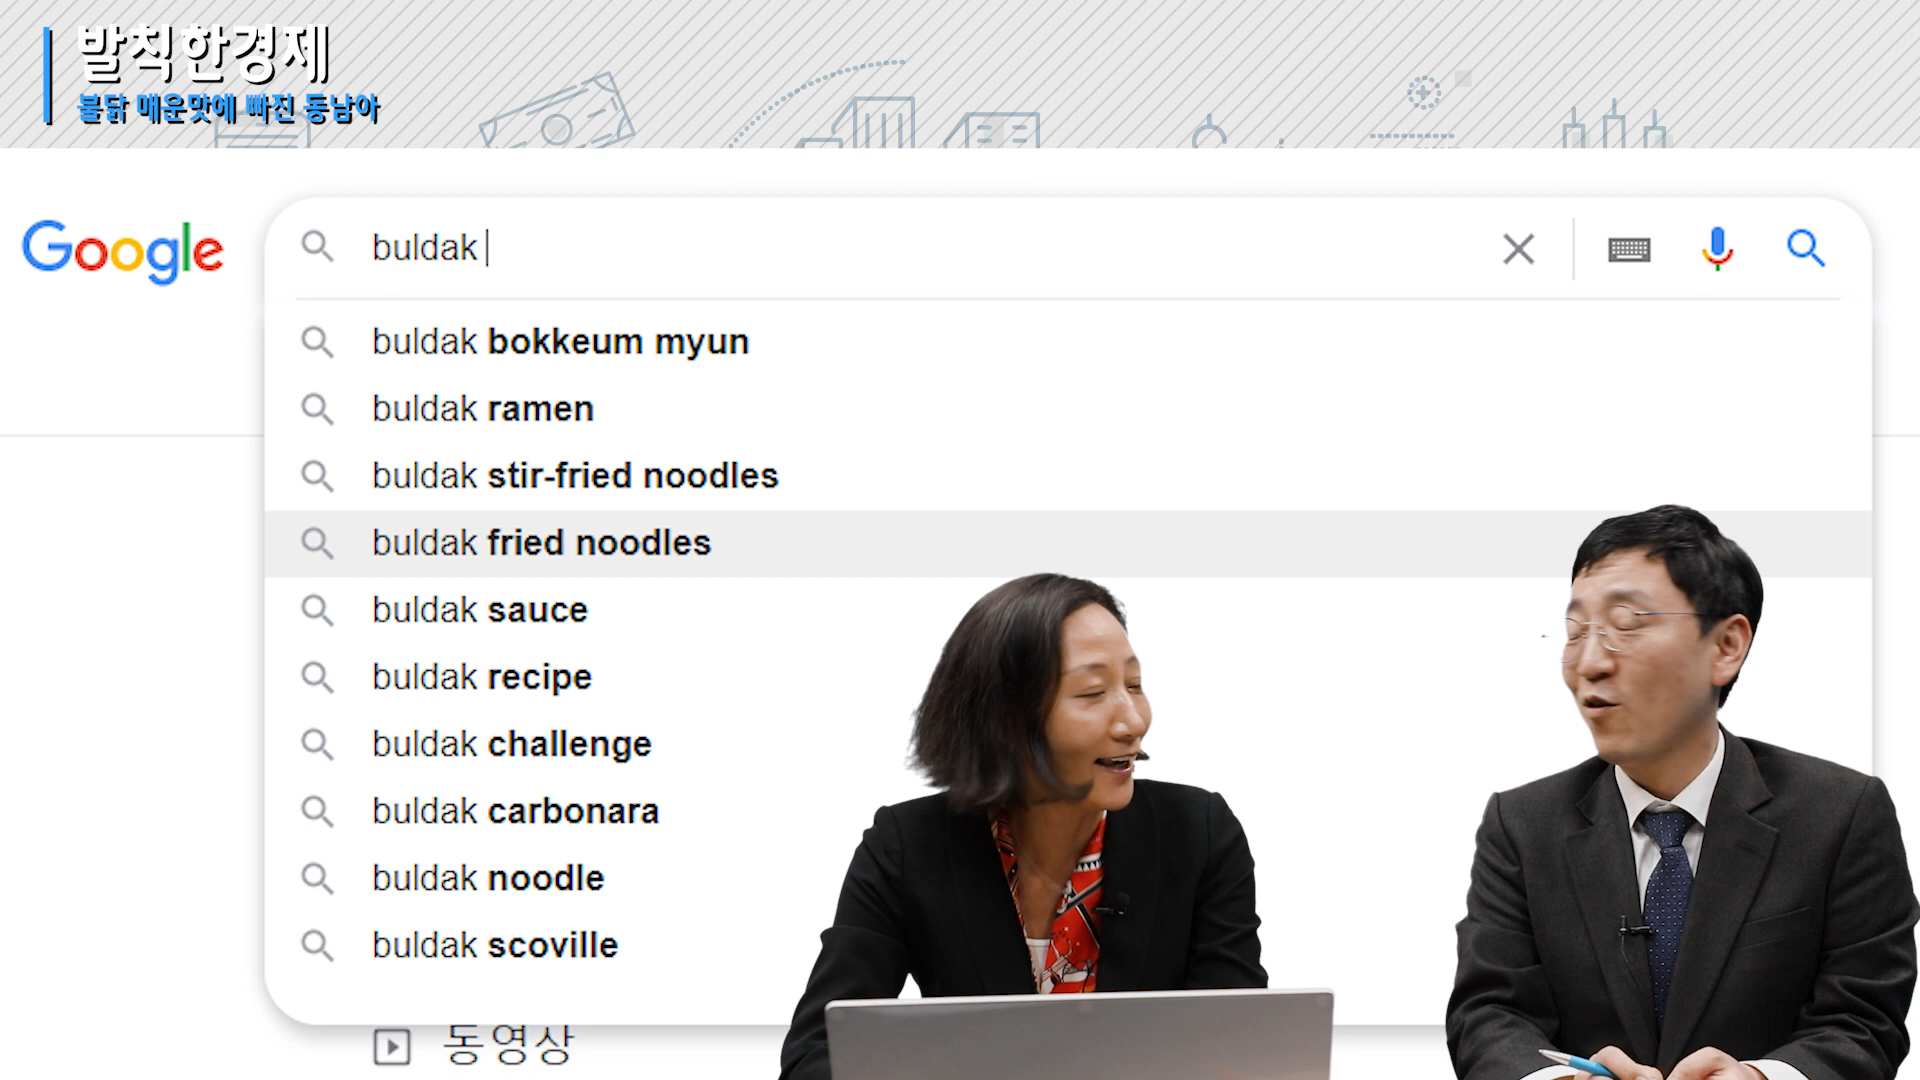 발칙한경제
불닭 매운맛에 빠진 동남아
Google
buldak
buldak bokkeum myun
buldak ramen
buldak stir-fried noodles
buldak fried noodles
buldak sauce
buldak recipe
buldak challenge
buldak carbonara
buldak noodle
buldak scoville
동영상